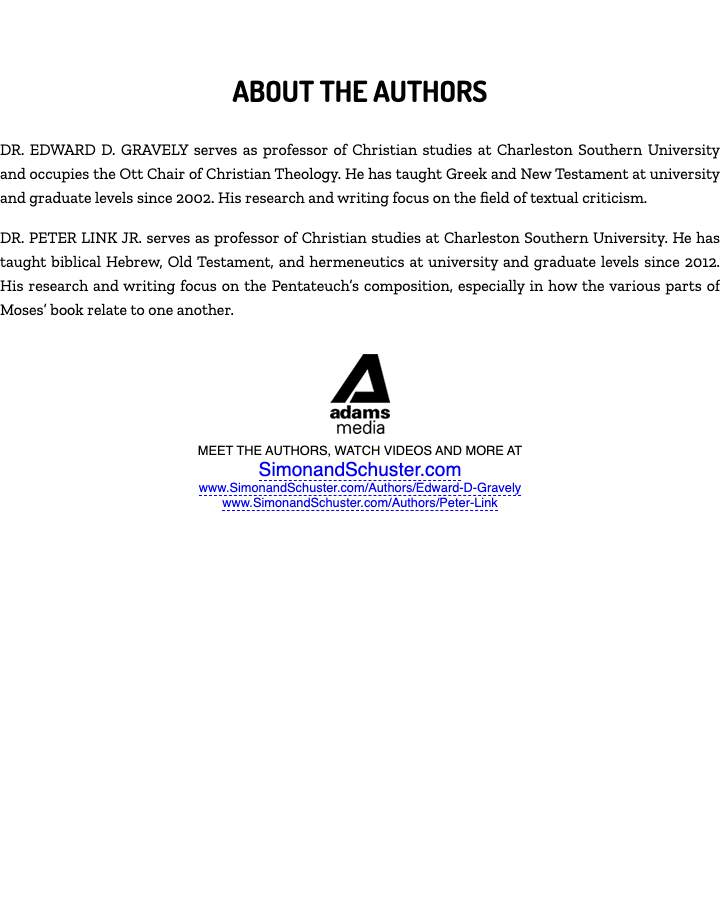 ABOUT THE AUTHORS
DR. EDWARD D. GRAVELY serves as professor of Christian studies at Charleston Southern University
and occupies the Ott Chair of Christian Theology. He has taught Greek and New Testament at university
and graduate levels since 2002. His research and writing focus on the field of textual criticism.
DR. PETER LINK JR. serves as professor of Christian studies at Charleston Southern University. He has
taught biblical Hebrew, Old Testament, and hermeneutics at university and graduate levels since 2012.
His research and writing focus on the Pentateuch’s composition, especially in how the various parts of
Moses’ book relate to one another.
adams
media
MEET THE AUTHORS, WATCH VIDEOS AND MORE AT
SimonandSchuster.com
www.SimonandSchuster.com/Authors/Edward-D-Gravely
www.SimonandSchuster.com/Authors/Peter-Link